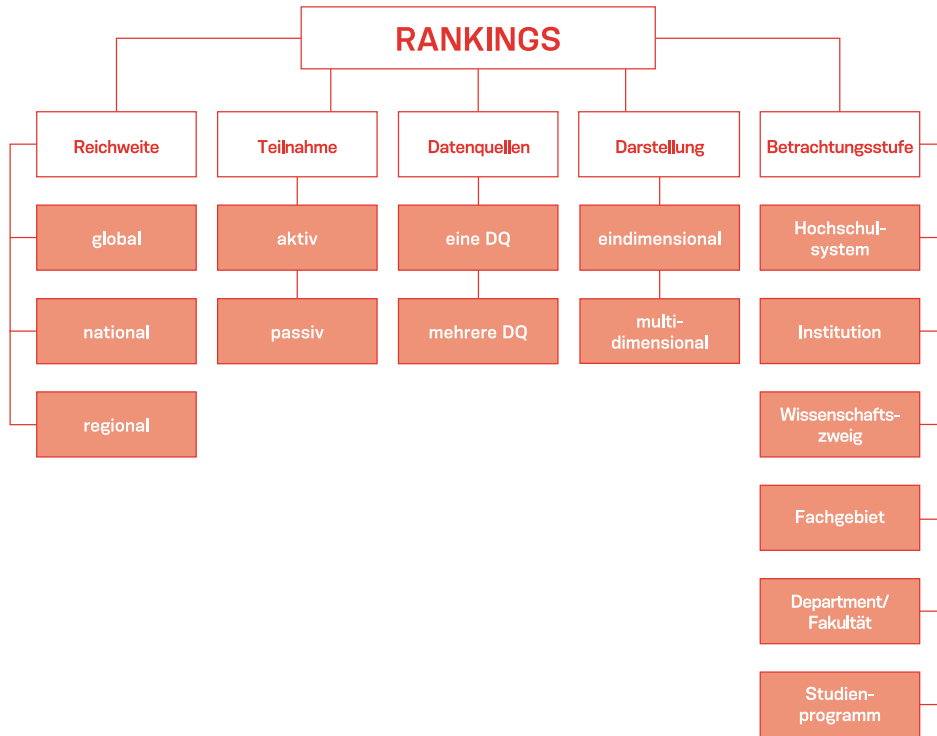 RANKINGS
Reichweite
Teilnahme
Datenquellen
Darstellung
Betrachtungsstufe
global
aktiv
eine DQ
eindimensional
Hochschul-
system
national
passiv
mehrere DQ
multi-
dimensional
Institution
regional
Wissenschafts-
zweig
Fachgebiet
Department/
Fakultät
Studien-
programm